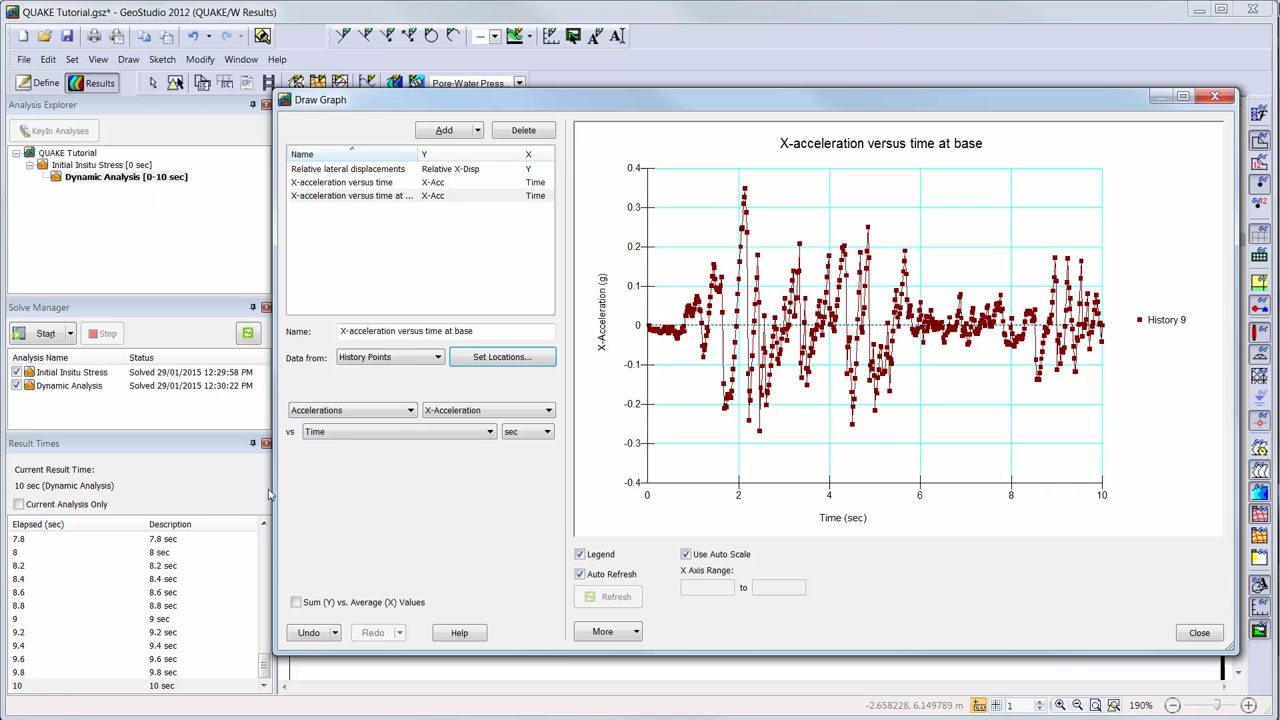 QUAKE Tutorial.gsz* - GeoStudio 2012 (QUAKE/W Results)
File Edit Set View Draw Sketch Modify Window Help
Define Results Pore-Water Press
Analysis Explorer
KeyIn Analyses
QUAKE Tutorial
Initial Insitu Stress [0 sec]
Dynamic Analysis [0-10 sec]
Solve Manager
Start Stop
Analysis Name Status
Initial Insitu Stress Solved 29/01/2015 12:29:58 PM
Dynamic Analysis Solved 29/01/2015 12:30:22 PM
Result Times
Current Result Time:
10 sec (Dynamic Analysis)
Current Analysis Only
Elapsed (sec) Description
7.8 7.8 sec
8 8 sec
8.2 8.2 sec
8.4 8.4 sec
8.6 8.6 sec
8.8 8.8 sec
9 9 sec
9.2 9.2 sec
9.4 9.4 sec
9.6 9.6 sec
9.8 9.8 sec
10 10 sec
Draw Graph
Add Delete
Name Y X
Relative lateral displacements Relative X-Disp Y
X-acceleration versus time X-Acc Time
X-acceleration versus time at ... X-Acc Time
Name: X-acceleration versus time at base
Data from: History Points Set Locations...
Accelerations X-Acceleration
vs Time sec
Sum (Y) vs. Average (X) Values
Undo Redo Help
X-acceleration versus time at base
X-Acceleration (g)
0.4
0.3
0.2
0.1
0
-0.1
-0.2
-0.3
-0.4
0 2 4 6 8 10
Time (sec)
History 9
Legend Use Auto Scale
Auto Refresh X Axis Range:
Refresh to
More Close
-2.658228, 6.149789 m 1 190%